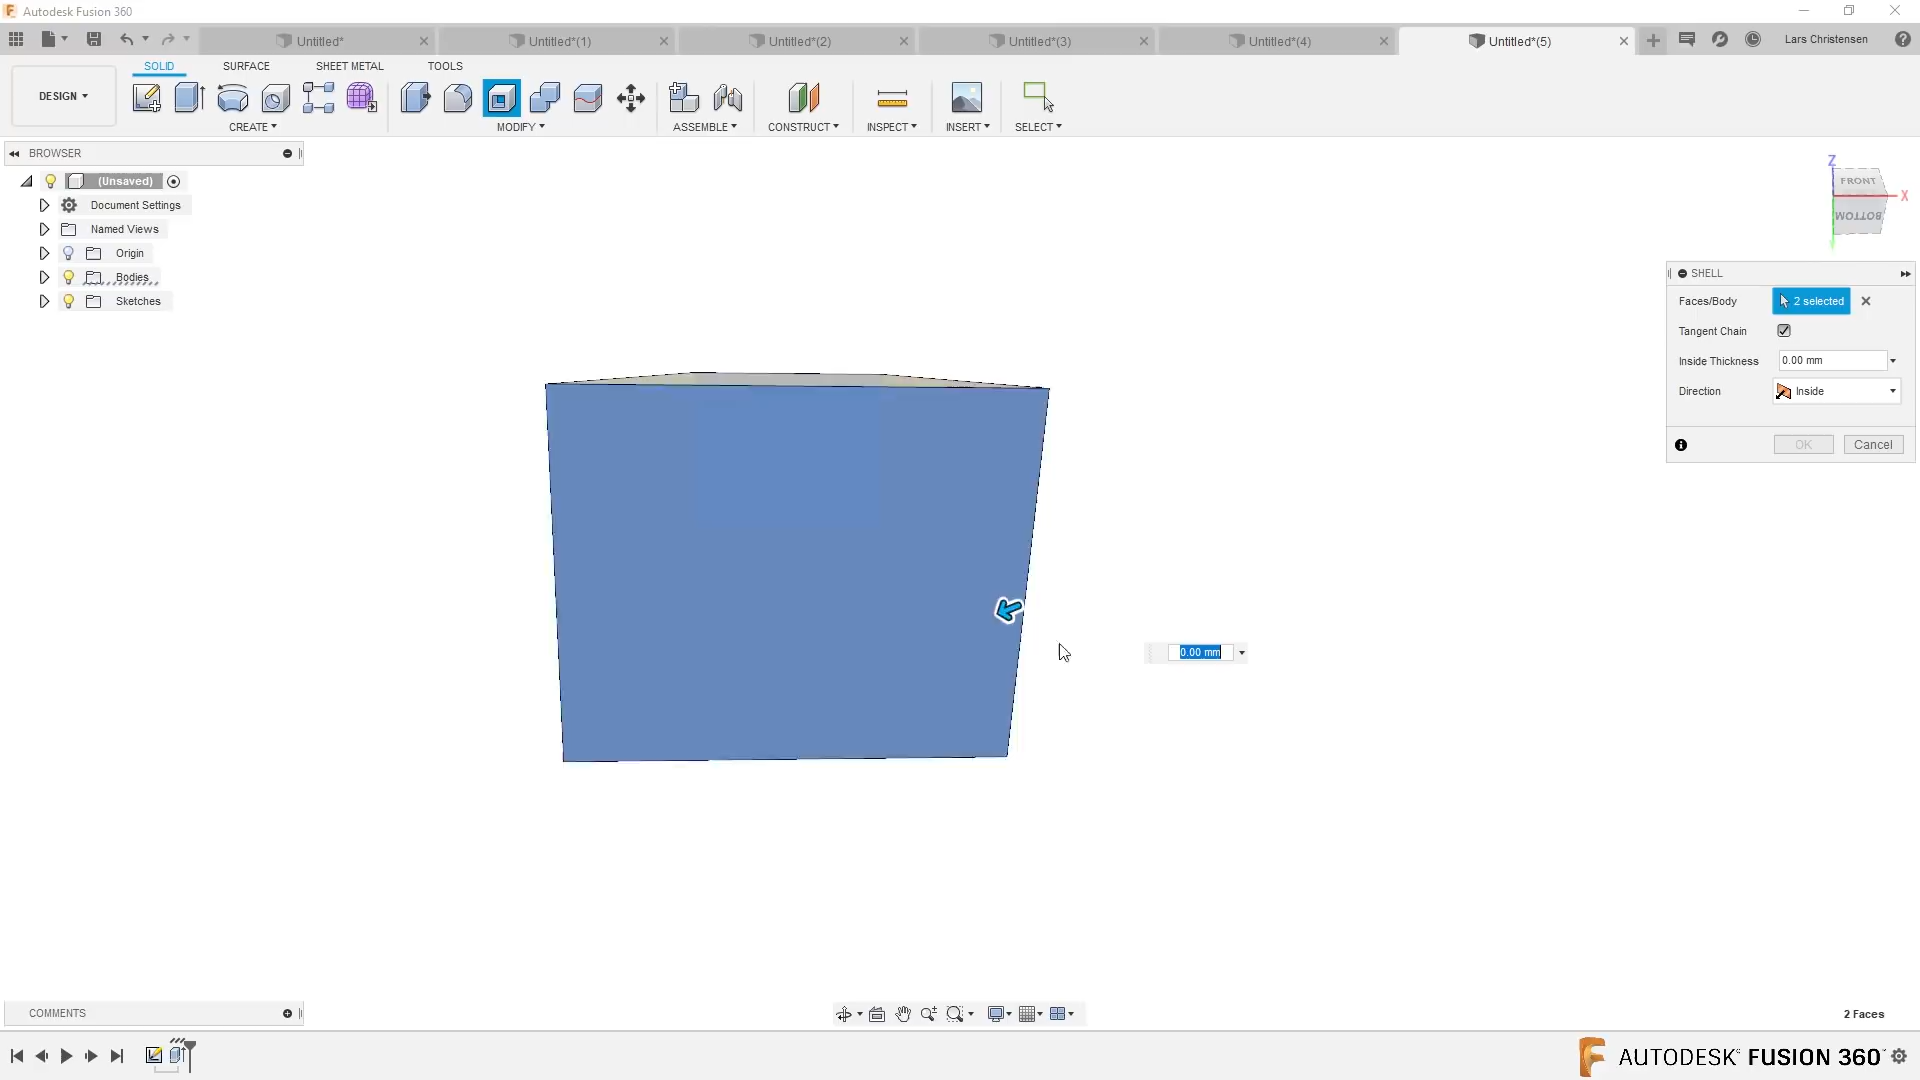 Autodesk Fusion 360
Untitled*
Untitled*(1)
Untitled*(2)
Untitled*(3)
Untitled*(4)
Untitled*(5)
Lars Christensen
DESIGN
SOLID
SURFACE
SHEET METAL
TOOLS
CREATE
MODIFY
ASSEMBLE
CONSTRUCT
INSPECT
INSERT
SELECT
BROWSER
(Unsaved)
Document Settings
Named Views
Origin
Bodies
Sketches
Z
FRONT
X
BOTTOM
SHELL
Faces/Body
2 selected
Tangent Chain
Inside Thickness
0.00 mm
Direction
Inside
OK
Cancel
0.00 mm
COMMENTS
2 Faces
AUTODESK® FUSION 360™